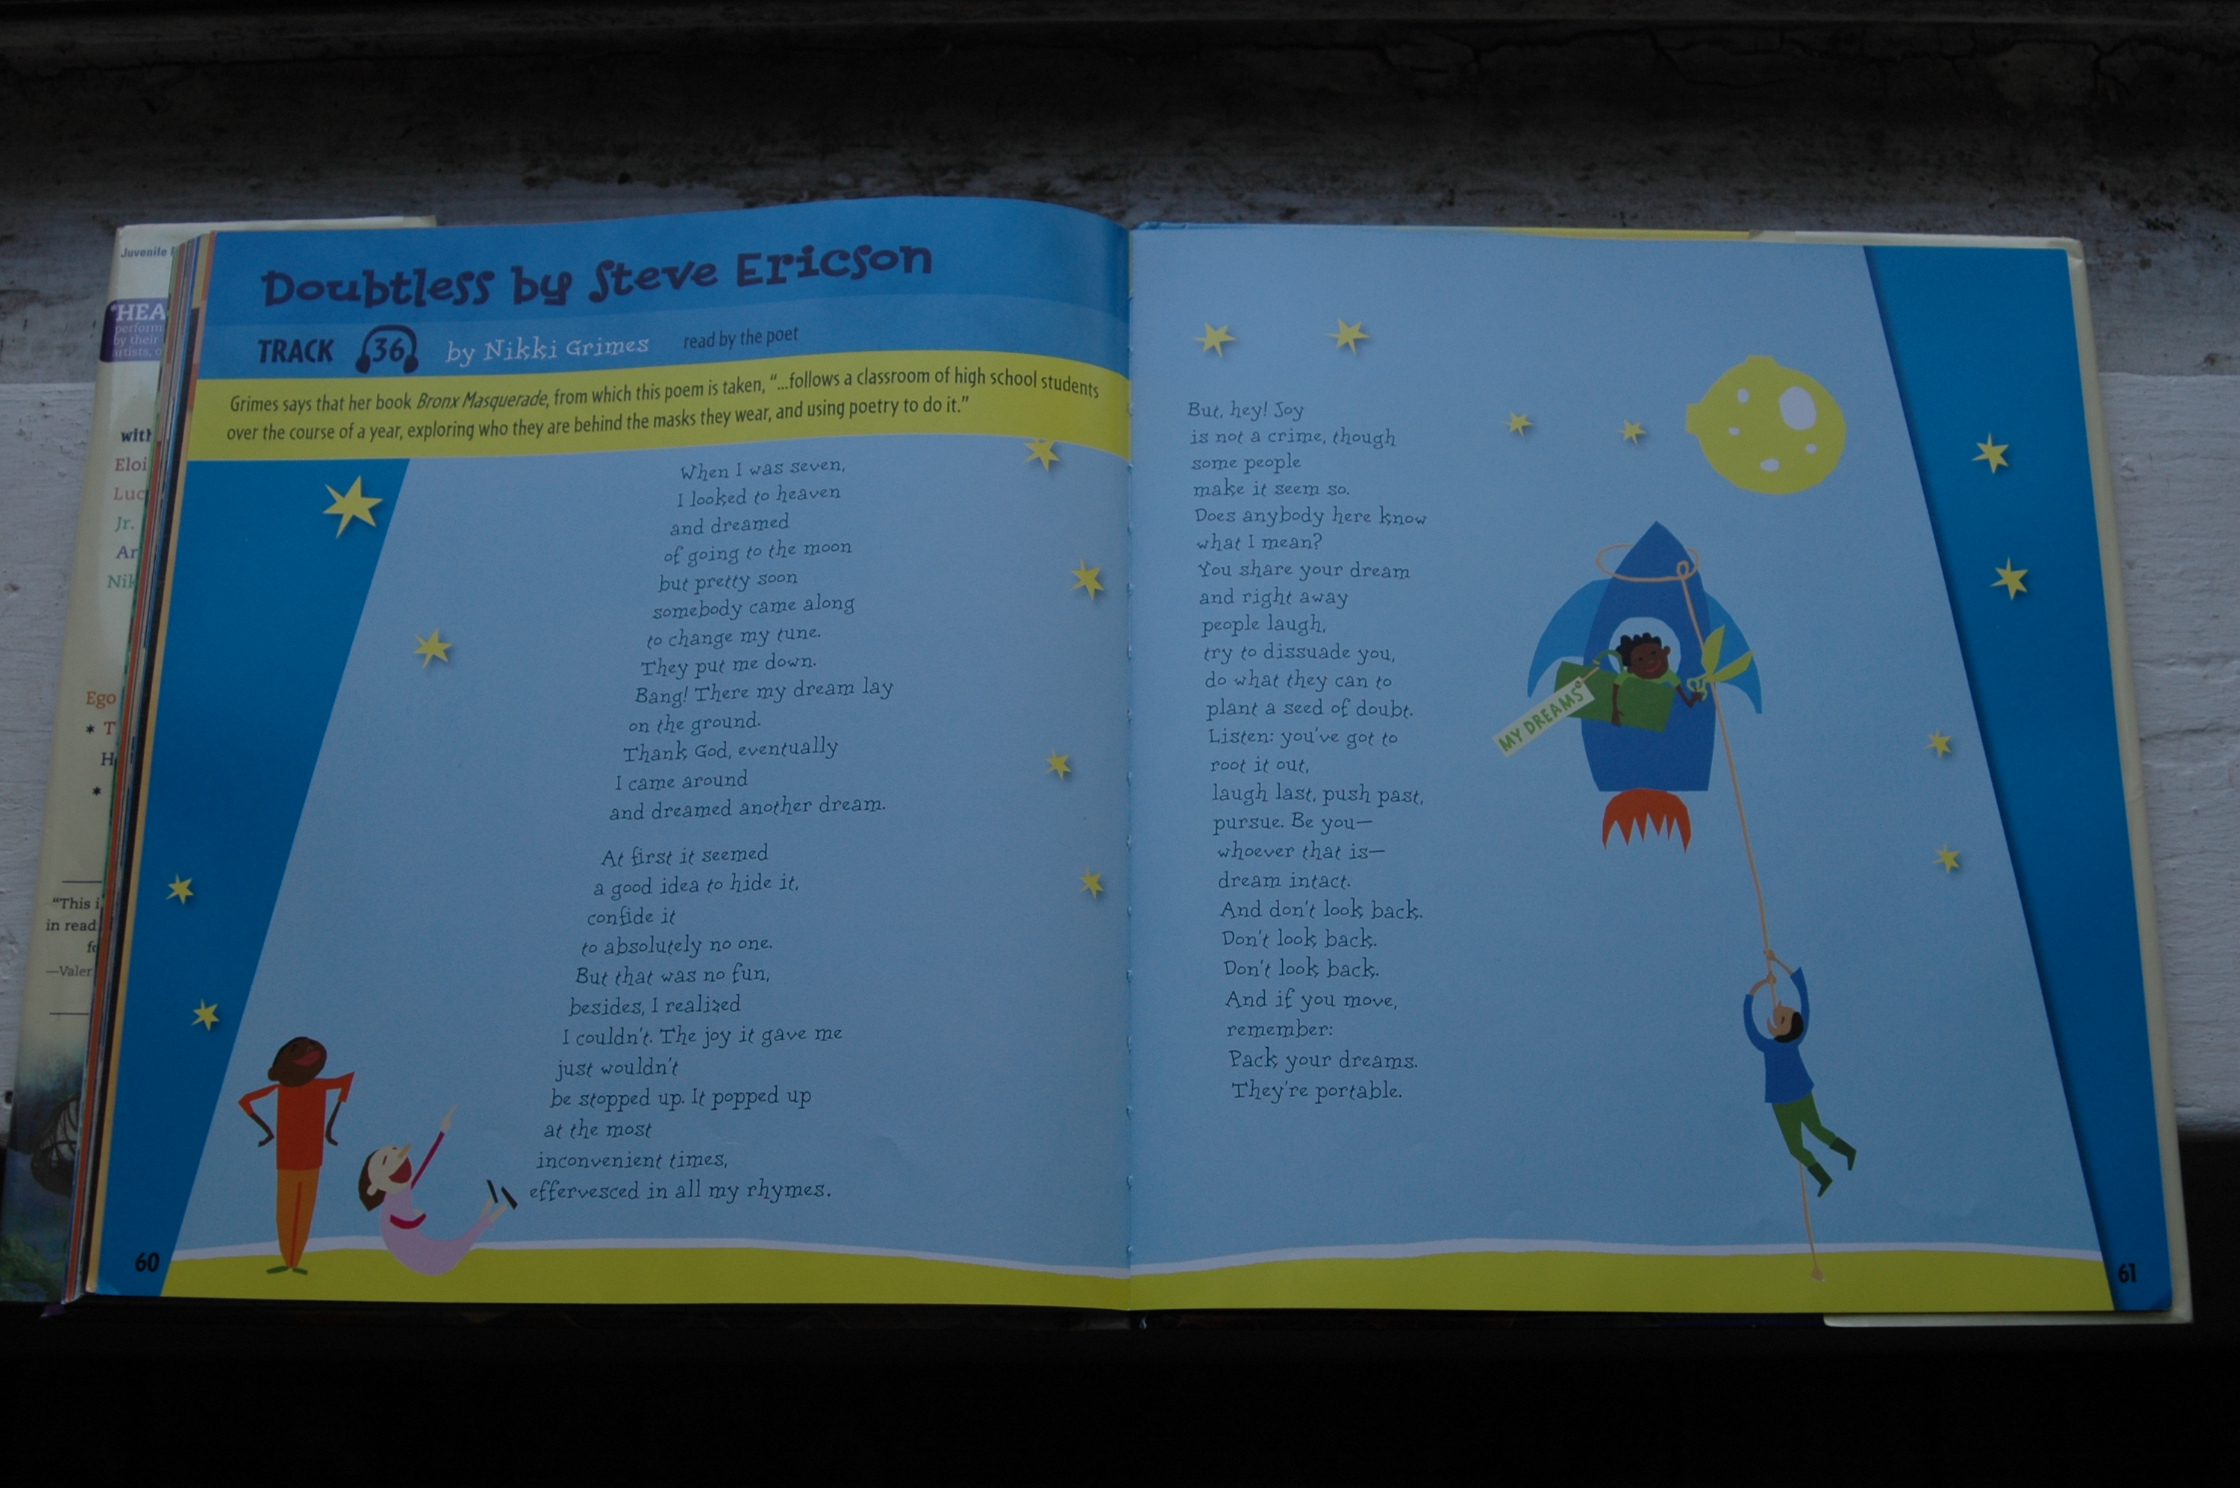 Juvenile
"HEA
perform
by their
artists, o
with
Eloi
Luc
Jr.
Ar
Nik
Ego
* T
H
*
"This i
in read
fo
—Valer
Doubtless by Steve Ericson
TRACK 36 by Nikki Grimes read by the poet
Grimes says that her book Bronx Masquerade, from which this poem is taken, "...follows a classroom of high school students
over the course of a year, exploring who they are behind the masks they wear, and using poetry to do it."
When I was seven,
I looked to heaven
and dreamed
of going to the moon
but pretty soon
somebody came along
to change my tune.
They put me down.
Bang! There my dream lay
on the ground.
Thank God, eventually
I came around
and dreamed another dream.
At first it seemed
a good idea to hide it,
confide it
to absolutely no one.
But that was no fun,
besides, I realized
I couldn't. The joy it gave me
just wouldn't
be stopped up. It popped up
at the most
inconvenient times,
effervesced in all my rhymes.
60
But, hey! Joy
is not a crime, though
some people
make it seem so.
Does anybody here know
what I mean?
You share your dream
and right away
people laugh,
try to dissuade you,
do what they can to
plant a seed of doubt.
Listen: you've got to
root it out,
laugh last, push past,
pursue. Be you—
whoever that is—
dream intact.
And don't look back.
Don't look back.
Don't look back.
And if you move,
remember:
Pack your dreams.
They're portable.
MY DREAMS
61